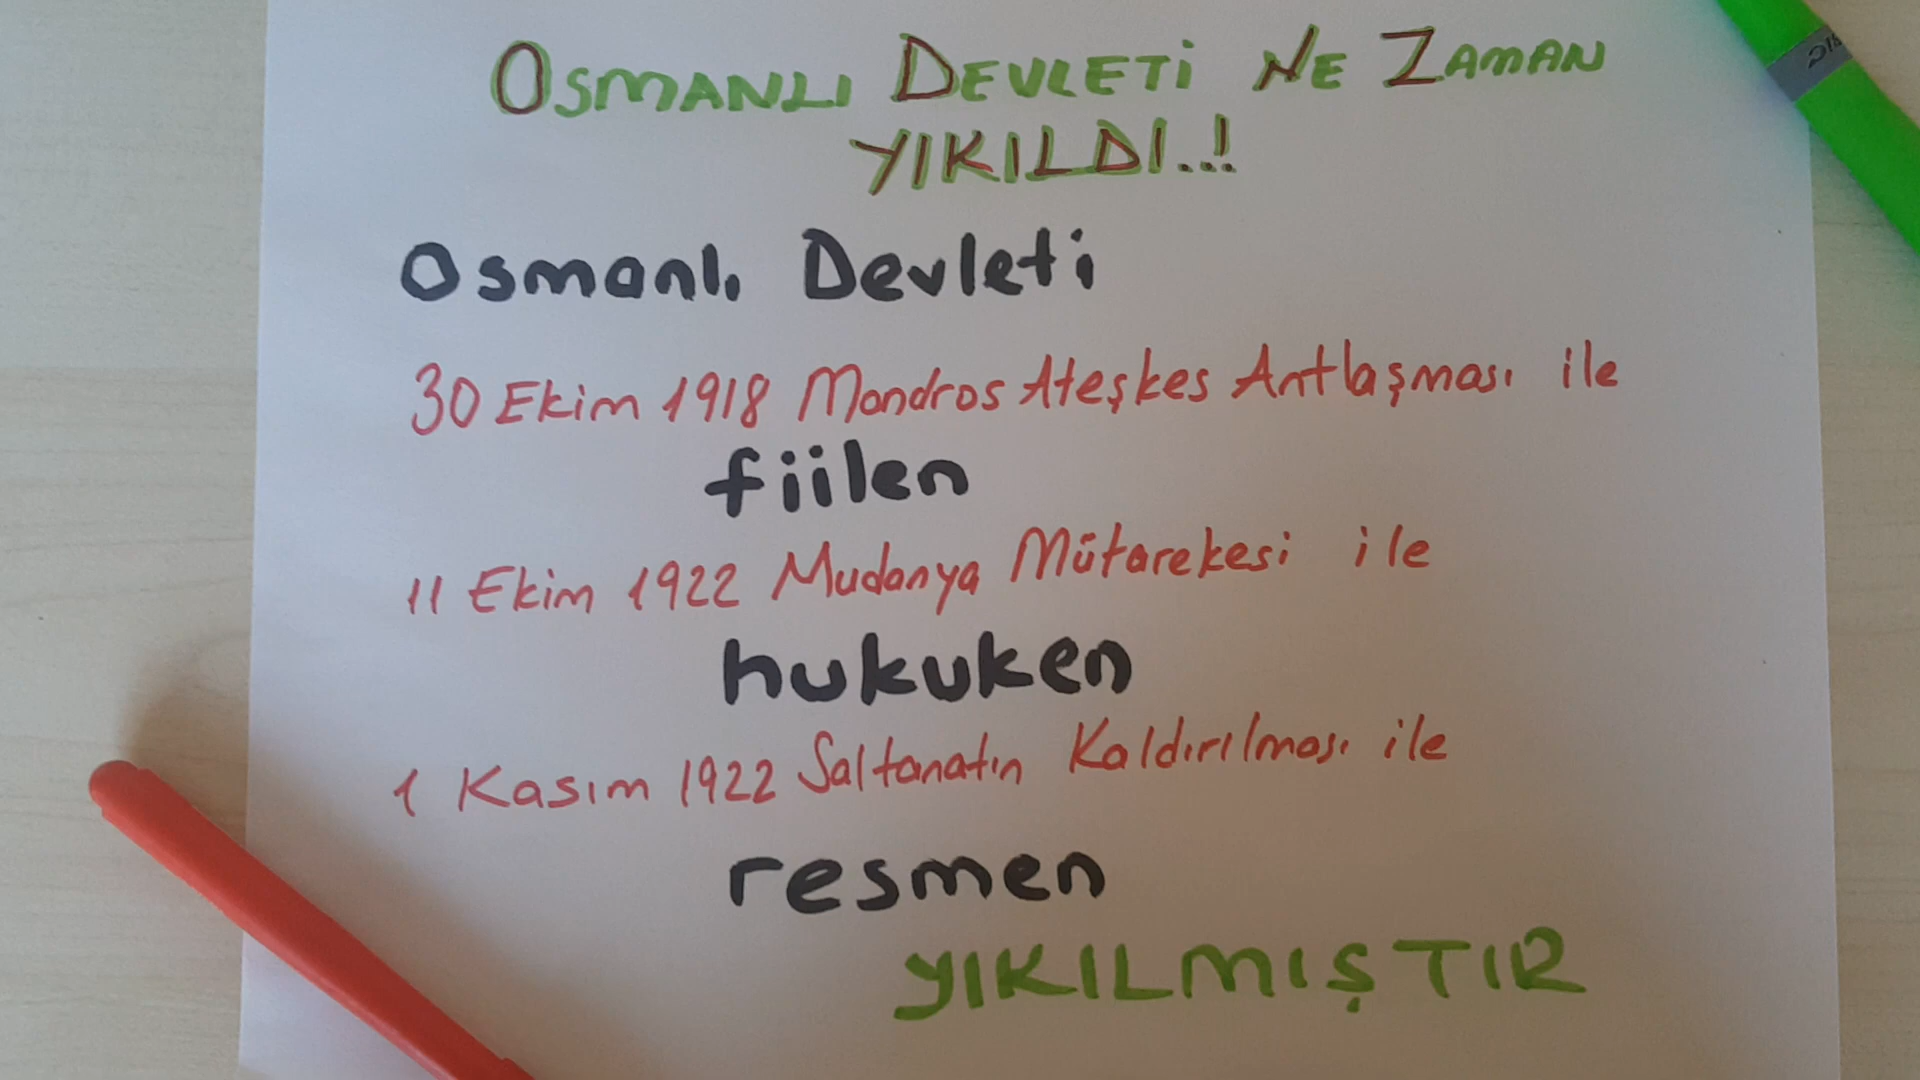 OSMANLI DEVLETİ NE ZAMAN
YIKILDI..!
Osmanlı Devleti
30 Ekim 1918 Mondros Ateşkes Antlaşması ile
fiilen
11 Ekim 1922 Mudanya Mütarekesi ile
hukuken
1 Kasım 1922 Saltanatın Kaldırılması ile
resmen
YIKILMIŞTIR